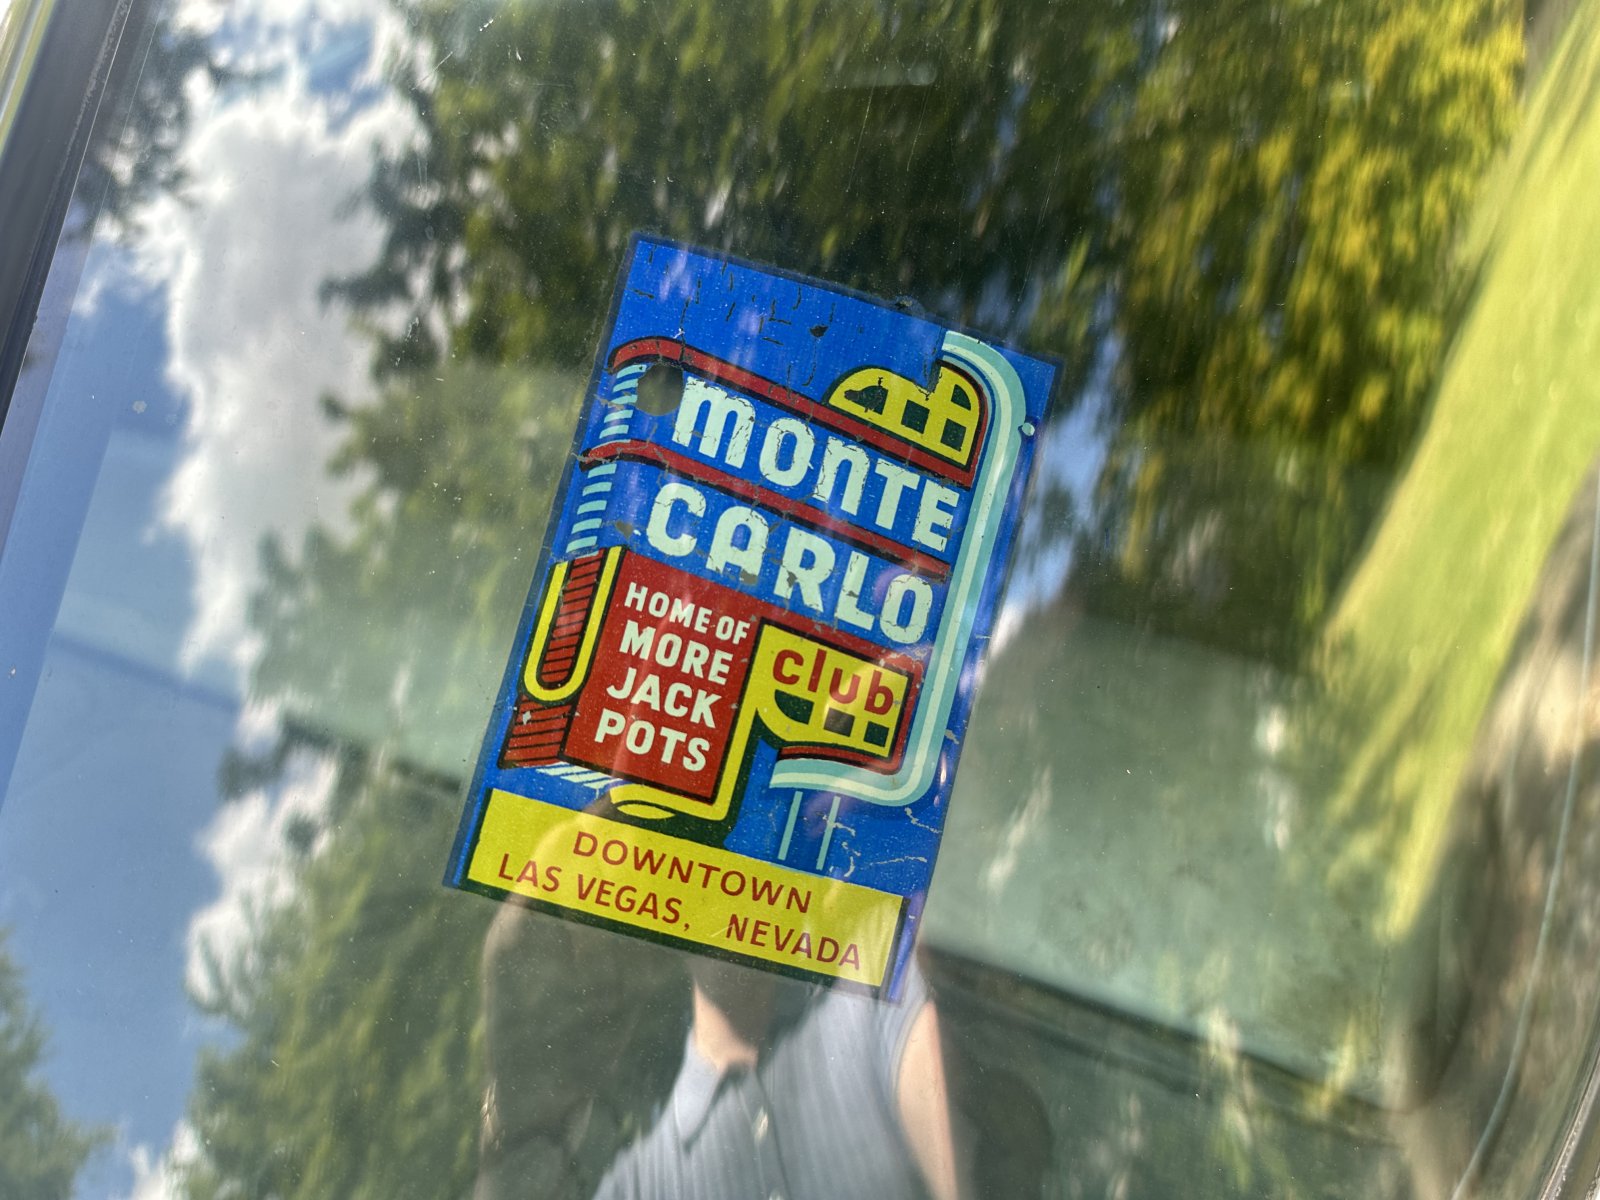 MONTE
CARLO
club
HOME OF
MORE
JACK
POTS
DOWNTOWN
LAS VEGAS, NEVADA